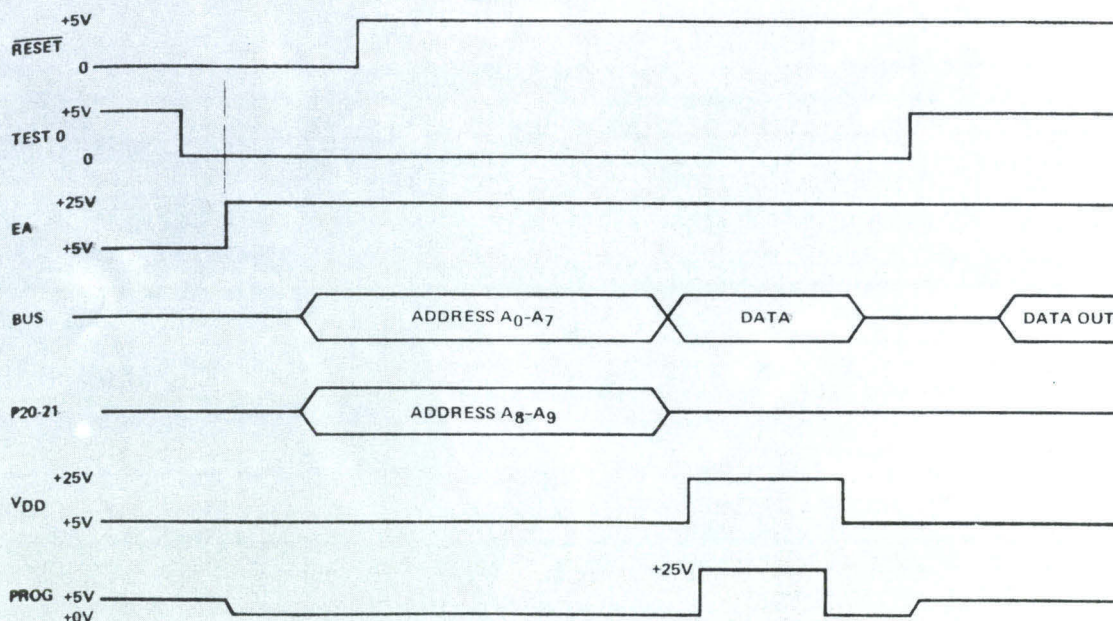 +5V
RESET
0
+5V
TEST 0
0
+25V
EA
+5V
BUS
ADDRESS A0-A7
DATA
DATA OUT
P20-21
ADDRESS A8-A9
+25V
VDD
+5V
+25V
PROG
+5V
+0V